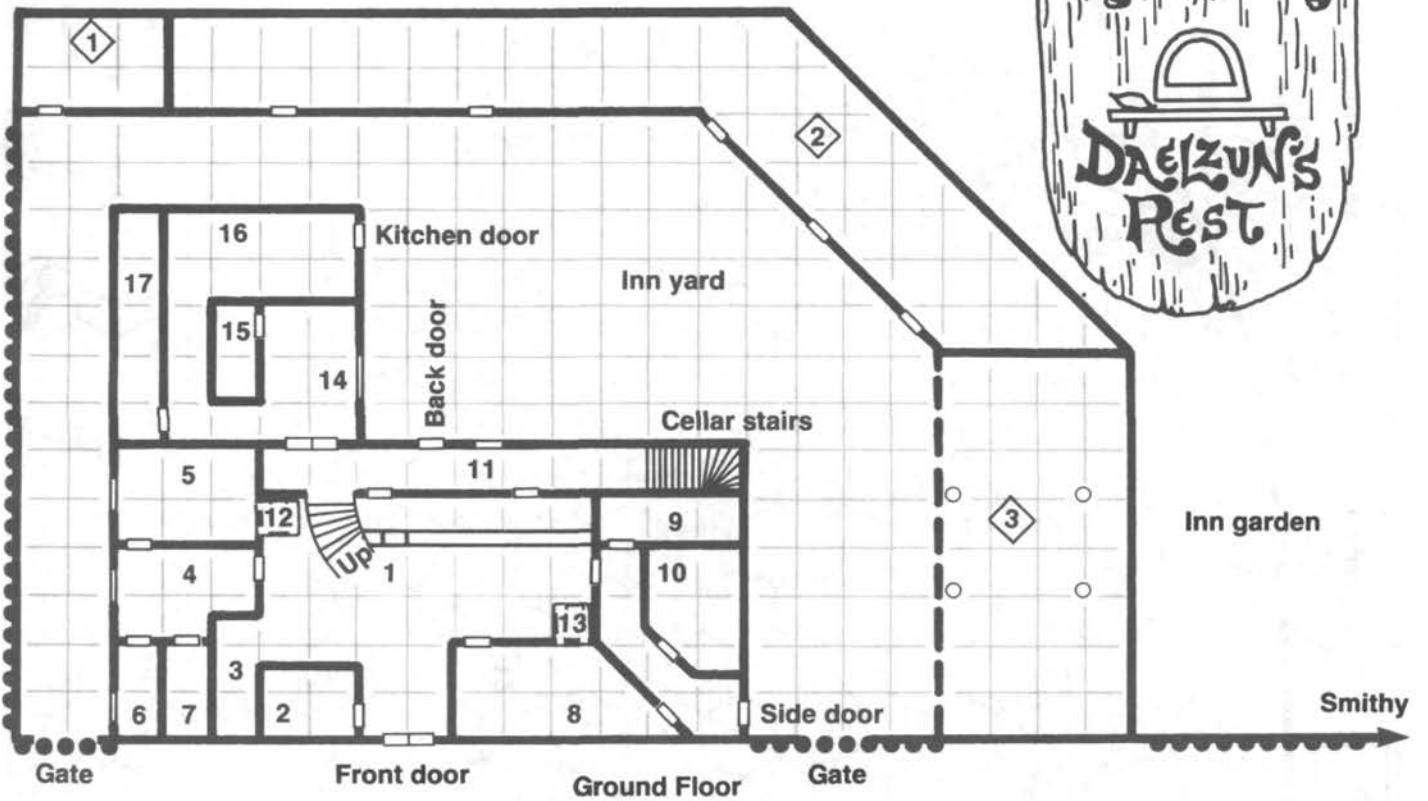 1
2
DAELZUN'S
REST
16
Kitchen door
17
Inn yard
15
14
Back door
Cellar stairs
5
11
12
9
3
Inn garden
Up
1
4
10
13
3
Smithy
6
7
2
8
Side door
Gate
Front door
Ground Floor
Gate